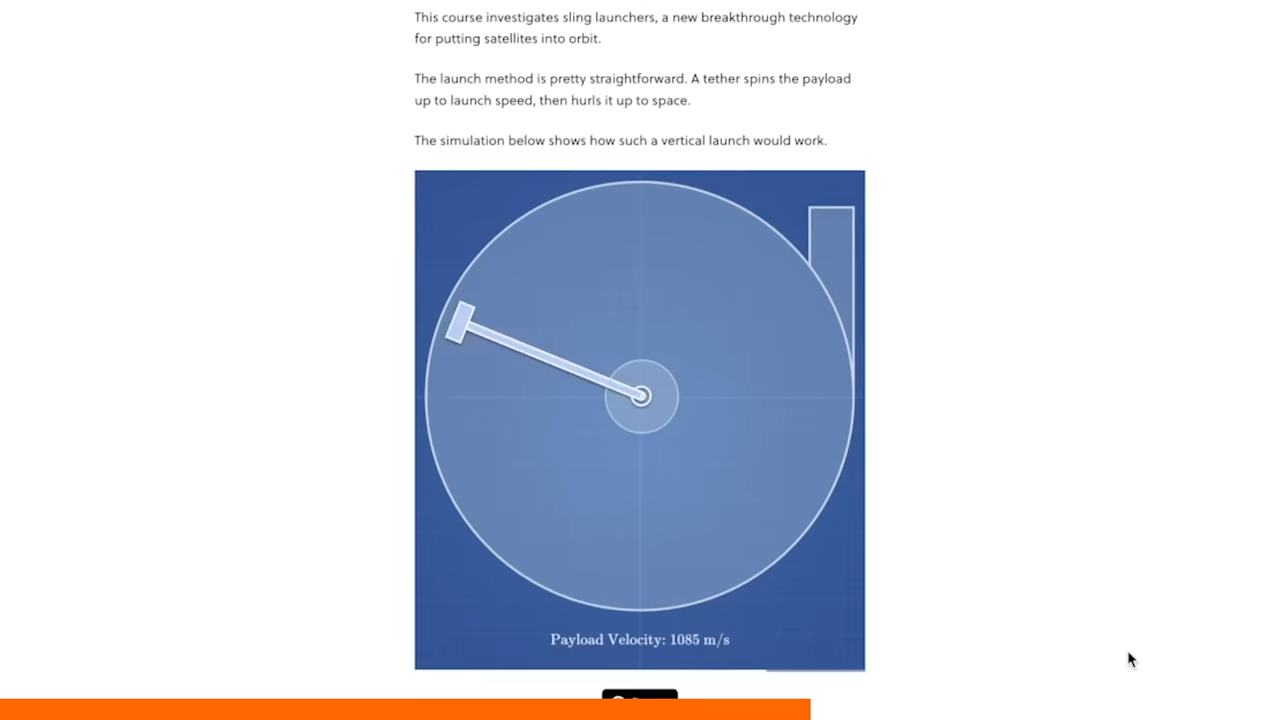 This course investigates sling launchers, a new breakthrough technology
for putting satellites into orbit.
The launch method is pretty straightforward. A tether spins the payload
up to launch speed, then hurls it up to space.
The simulation below shows how such a vertical launch would work.
Payload Velocity: 1085 m/s